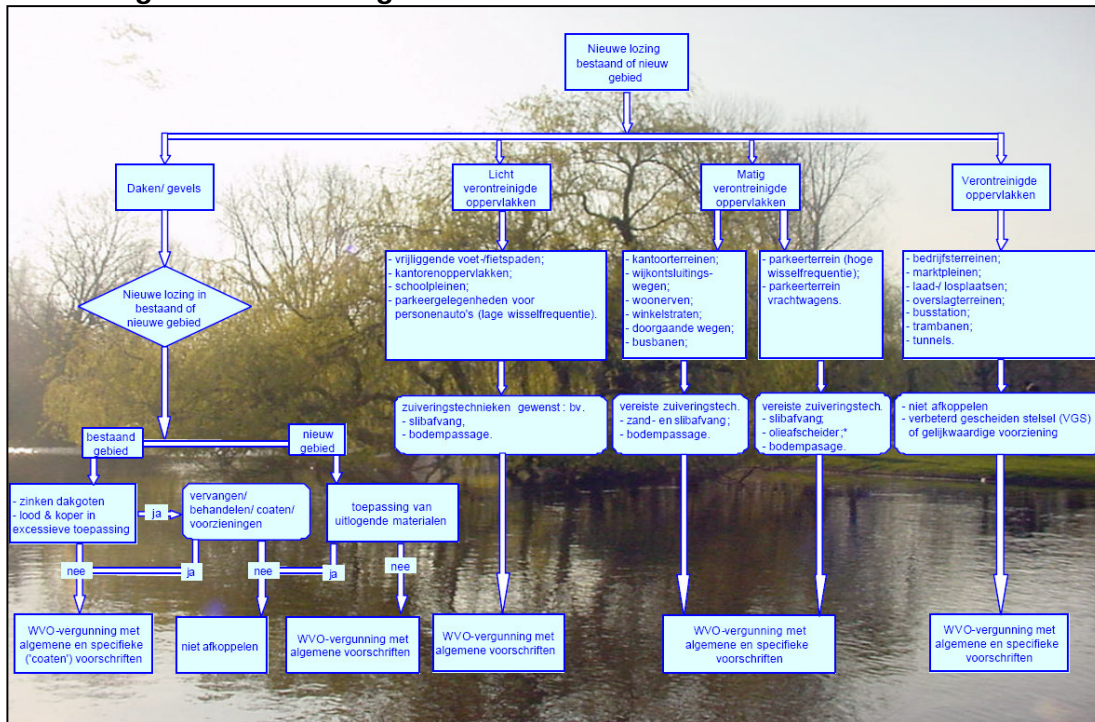 Nieuwe lozing
bestaand of nieuw
gebied
Daken/ gevels
Licht
verontreinigde
oppervlakken
Matig
verontreinigde
oppervlakken
Verontreinigde
oppervlakken
Nieuwe lozing in
bestaand of
nieuwe gebied
- vrijliggende voet-/fietspaden;
- kantorenoppervlakken;
- schoolpleinen;
- parkeergelegenheden voor
personenauto's (lage wisselfrequentie).
- kantoorterreinen;
- wijkontsluitings-
wegen;
- woonerven;
- winkelstraten;
- doorgaande wegen;
- busbanen;
- parkeerterrein (hoge
wisselfrequentie);
- parkeerterrein
vrachtwagens.
- bedrijfsterreinen;
- marktpleinen;
- laad-/ losplaatsen;
- overslagterreinen;
- busstation;
- trambanen;
- tunnels.
zuiveringstechnieken gewenst: bv.
- slibafvang,
- bodempassage.
vereiste zuiveringstech.
- zand- en slibafvang;
- bodempassage.
vereiste zuiveringstech.
- slibafvang;
- olieafscheider;*
- bodempasage.
- niet afkoppelen
- verbeterd gescheiden stelsel (VGS)
of gelijkwaardige voorziening
bestaand
gebied
nieuw
gebied
- zinken dakgoten
- lood & koper in
excessieve toepassing
ja
vervangen/
behandelen/ coaten/
voorzieningen
toepassing van
uitlogende materialen
nee
ja
nee
ja
nee
WVO-vergunning met
algemene en specifieke
('coaten') voorschriften
niet afkoppelen
WVO-vergunning met
algemene voorschriften
WVO-vergunning met
algemene voorschriften
WVO-vergunning met
algemene en specifieke
voorschriften
WVO-vergunning met
algemene en specifieke
voorschriften